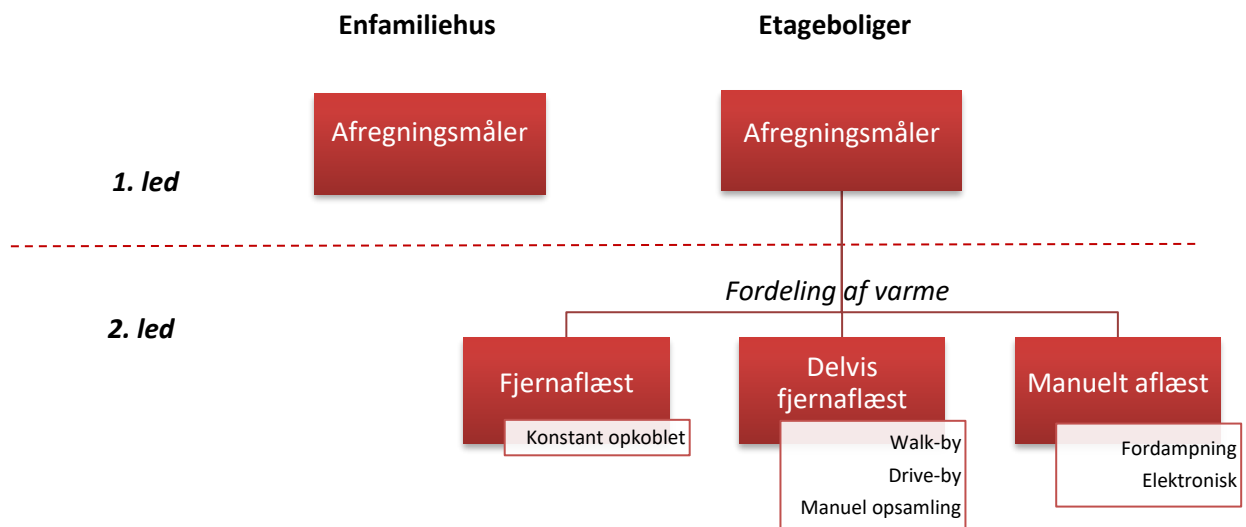 Enfamiliehus
Etageboliger
Afregningsmåler
Afregningsmåler
1. led
Fordeling af varme
2. led
Fjernaflæst
Konstant opkoblet
Delvis
fjernaflæst
Walk-by
Drive-by
Manuel opsamling
Manuelt aflæst
Fordampning
Elektronisk